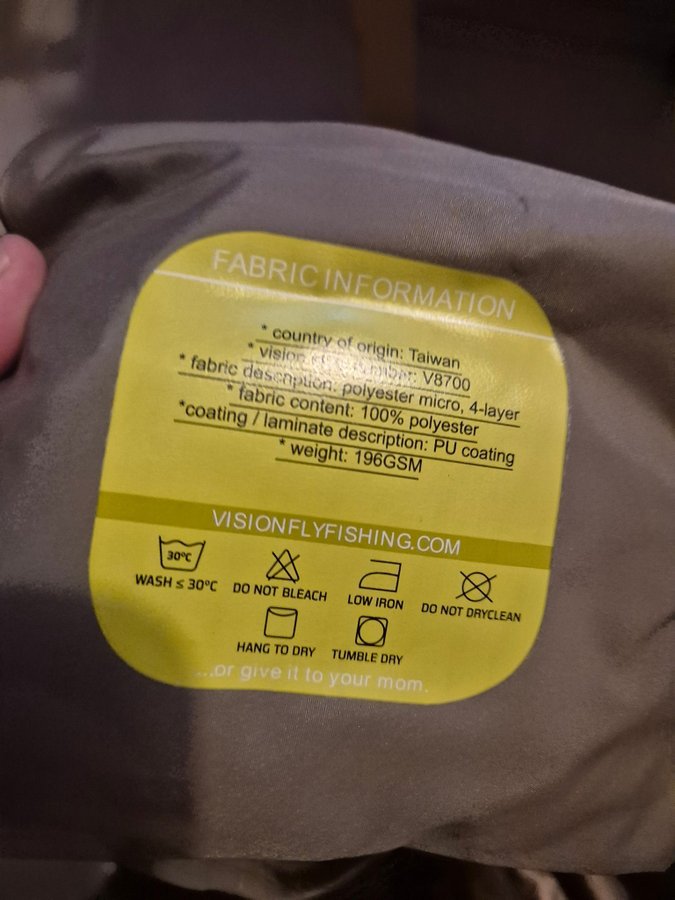 FABRIC INFORMATION
* country of origin: Taiwan
* vision number: V8700
* fabric description: polyester micro, 4-layer
* fabric content: 100% polyester
*coating / laminate description: PU coating
* weight: 196GSM
VISIONFLYFISHING.COM
30°C
WASH ≤ 30°C DO NOT BLEACH LOW IRON DO NOT DRYCLEAN
HANG TO DRY TUMBLE DRY
...or give it to your mom.